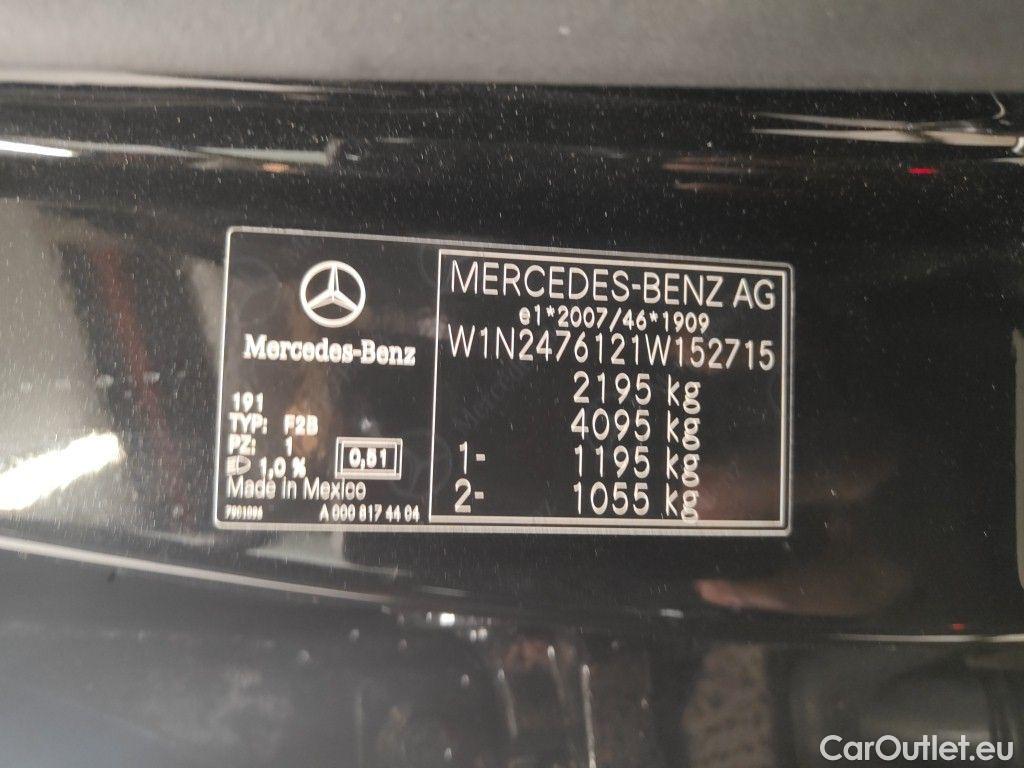 Mercedes-Benz
191
TYP: F2B
PZ: 1
1,0 %
0,51
Made in Mexico
A 000 817 44 04
MERCEDES-BENZ AG
e1*2007/46*1909
W1N2476121W152715
2195 kg
4095 kg
1- 1195 kg
2- 1055 kg
CarOutlet.eu